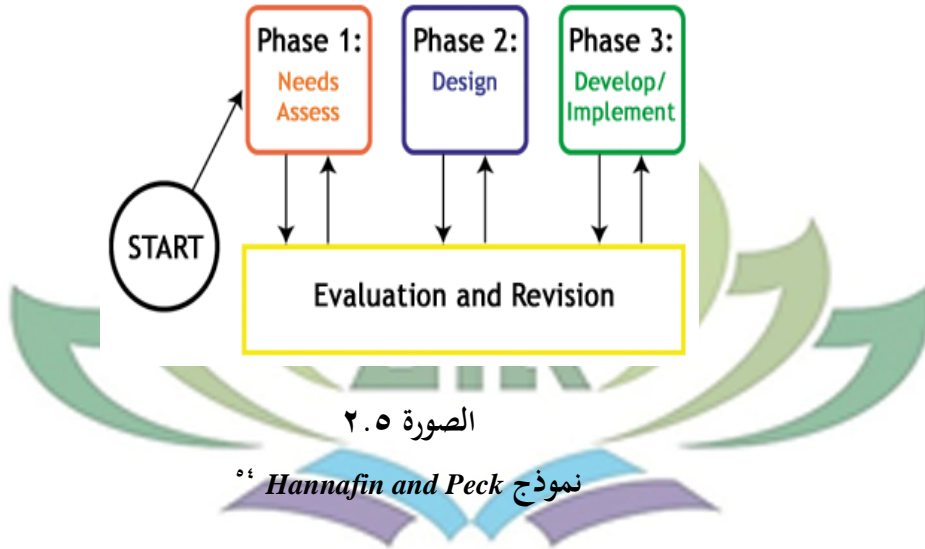 Phase 1:
Needs
Assess
Phase 2:
Design
Phase 3:
Develop/
Implement
START
Evaluation and Revision
الصورة ٢.٥
نموذج Hannafin and Peck ٥٤